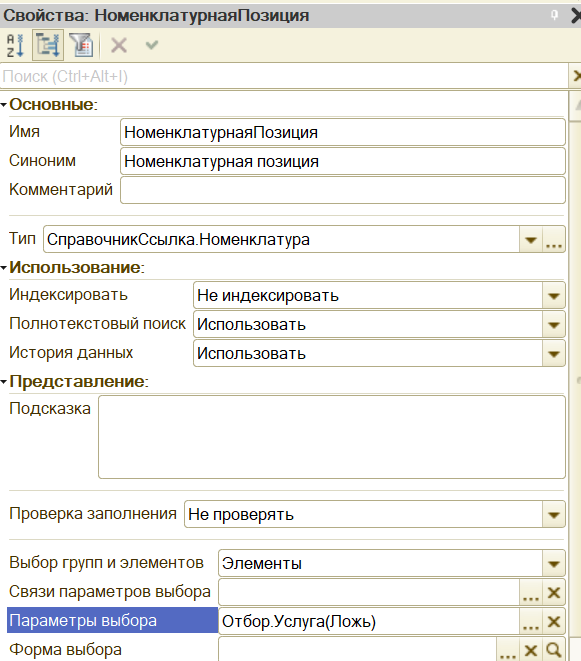 Свойства: НоменклатурнаяПозиция
Поиск (Ctrl+Alt+I)
Основные:
Имя НоменклатурнаяПозиция
Синоним Номенклатурная позиция
Комментарий
Тип СправочникСсылка.Номенклатура
Использование:
Индексировать Не индексировать
Полнотекстовый поиск Использовать
История данных Использовать
Представление:
Подсказка
Проверка заполнения Не проверять
Выбор групп и элементов Элементы
Связи параметров выбора
Параметры выбора Отбор.Услуга(Ложь)
Форма выбора